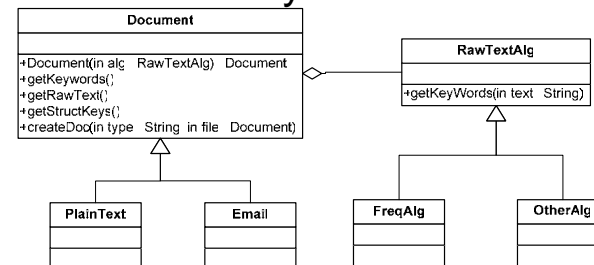 Document
+Document(in alg RawTextAlg) Document
+getKeywords()
+getRawText()
+getStructKeys()
+createDoc(in type String in file Document)
RawTextAlg
+getKeyWords(in text String)
PlainText
Email
FreqAlg
OtherAlg